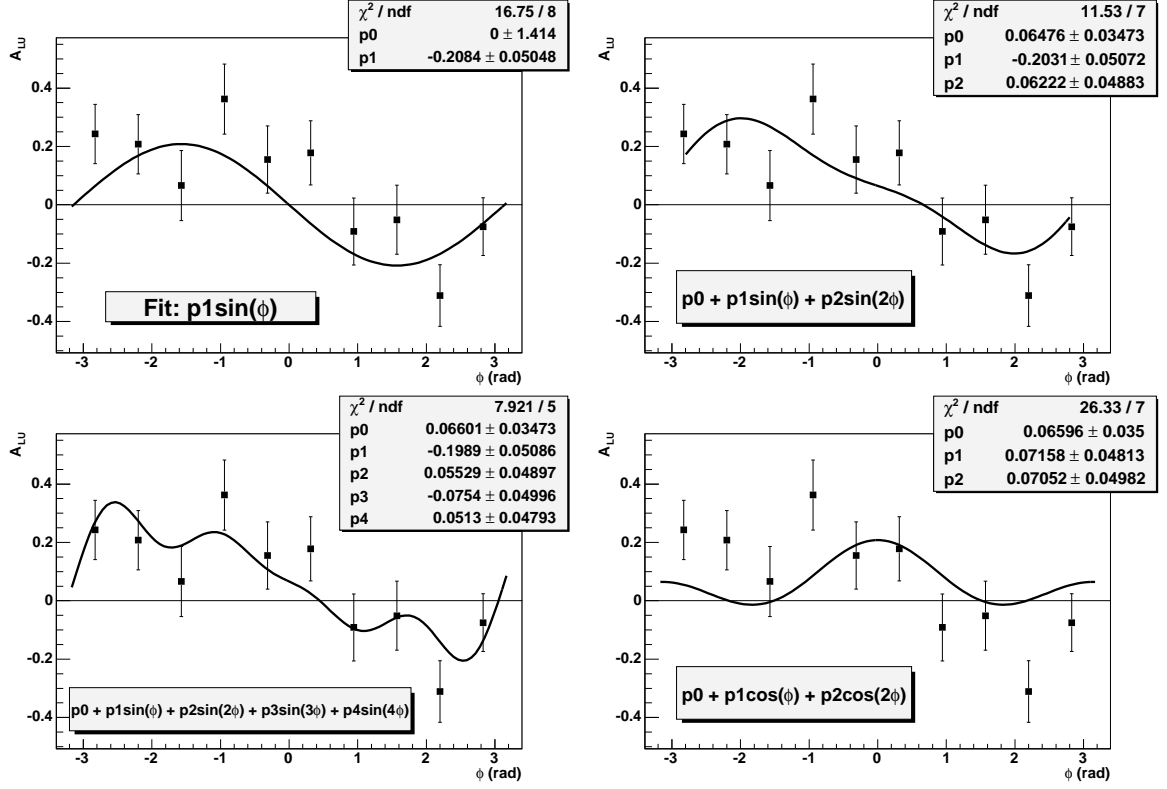 χ² / ndf 16.75 / 8
p0 0 ± 1.414
p1 -0.2084 ± 0.05048
A_LU
0.4
0.2
0
-0.2
-0.4
Fit: p1sin(φ)
-3 -2 -1 0 1 2 3
φ (rad)
χ² / ndf 11.53 / 7
p0 0.06476 ± 0.03473
p1 -0.2031 ± 0.05072
p2 0.06222 ± 0.04883
A_LU
0.4
0.2
0
-0.2
-0.4
p0 + p1sin(φ) + p2sin(2φ)
-3 -2 -1 0 1 2 3
φ (rad)
χ² / ndf 7.921 / 5
p0 0.06601 ± 0.03473
p1 -0.1989 ± 0.05086
p2 0.05529 ± 0.04897
p3 -0.0754 ± 0.04996
p4 0.0513 ± 0.04793
A_LU
0.4
0.2
0
-0.2
-0.4
p0 + p1sin(φ) + p2sin(2φ) + p3sin(3φ) + p4sin(4φ)
-3 -2 -1 0 1 2 3
φ (rad)
χ² / ndf 26.33 / 7
p0 0.06596 ± 0.035
p1 0.07158 ± 0.04813
p2 0.07052 ± 0.04982
A_LU
0.4
0.2
0
-0.2
-0.4
p0 + p1cos(φ) + p2cos(2φ)
-3 -2 -1 0 1 2 3
φ (rad)